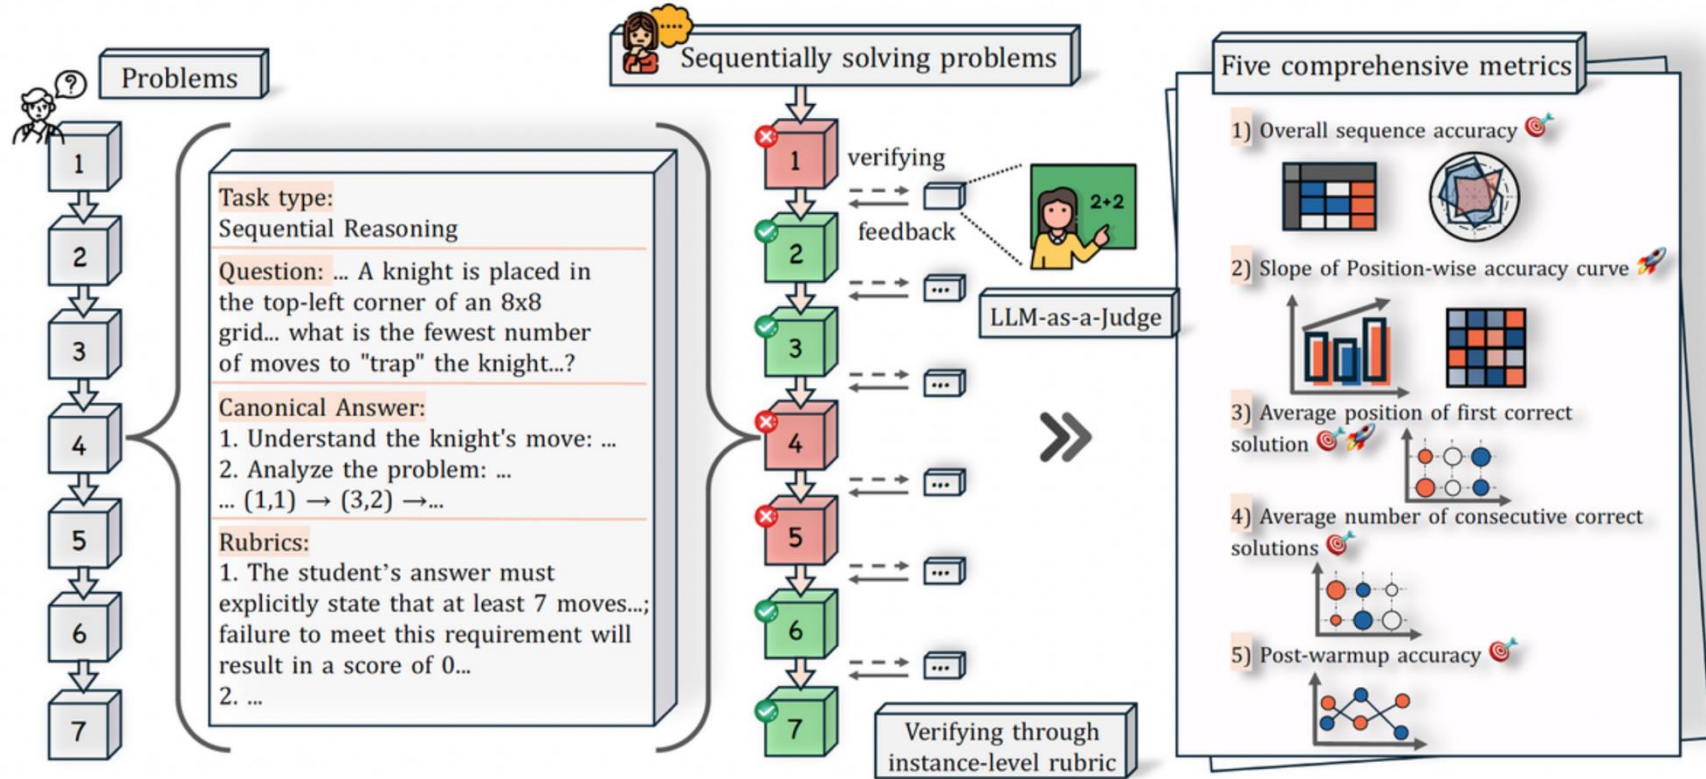 Problems
?
1
2
3
4
5
6
7
Task type:
Sequential Reasoning
Question: ... A knight is placed in
the top-left corner of an 8x8
grid... what is the fewest number
of moves to "trap" the knight...?
Canonical Answer:
1. Understand the knight's move: ...
2. Analyze the problem: ...
... (1,1) → (3,2) →...
Rubrics:
1. The student's answer must
explicitly state that at least 7 moves...;
failure to meet this requirement will
result in a score of 0...
2. ...
Sequentially solving problems
1
2
3
4
5
6
7
verifying
feedback
...
...
...
...
...
2+2
LLM-as-a-Judge
Verifying through
instance-level rubric
Five comprehensive metrics
1) Overall sequence accuracy
2) Slope of Position-wise accuracy curve
3) Average position of first correct
solution
4) Average number of consecutive correct
solutions
5) Post-warmup accuracy